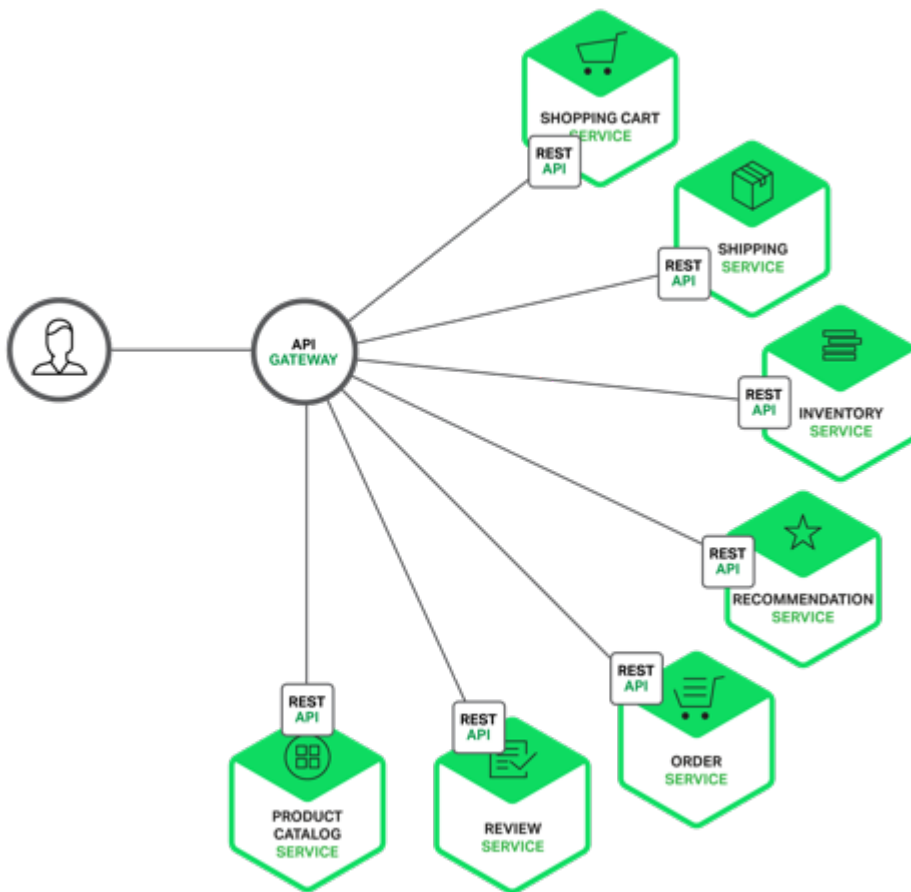 SHOPPING CART
SERVICE
REST
API
SHIPPING
SERVICE
REST
API
API
GATEWAY
INVENTORY
SERVICE
REST
API
RECOMMENDATION
SERVICE
REST
API
ORDER
SERVICE
REST
API
REVIEW
SERVICE
REST
API
PRODUCT
CATALOG
SERVICE
REST
API